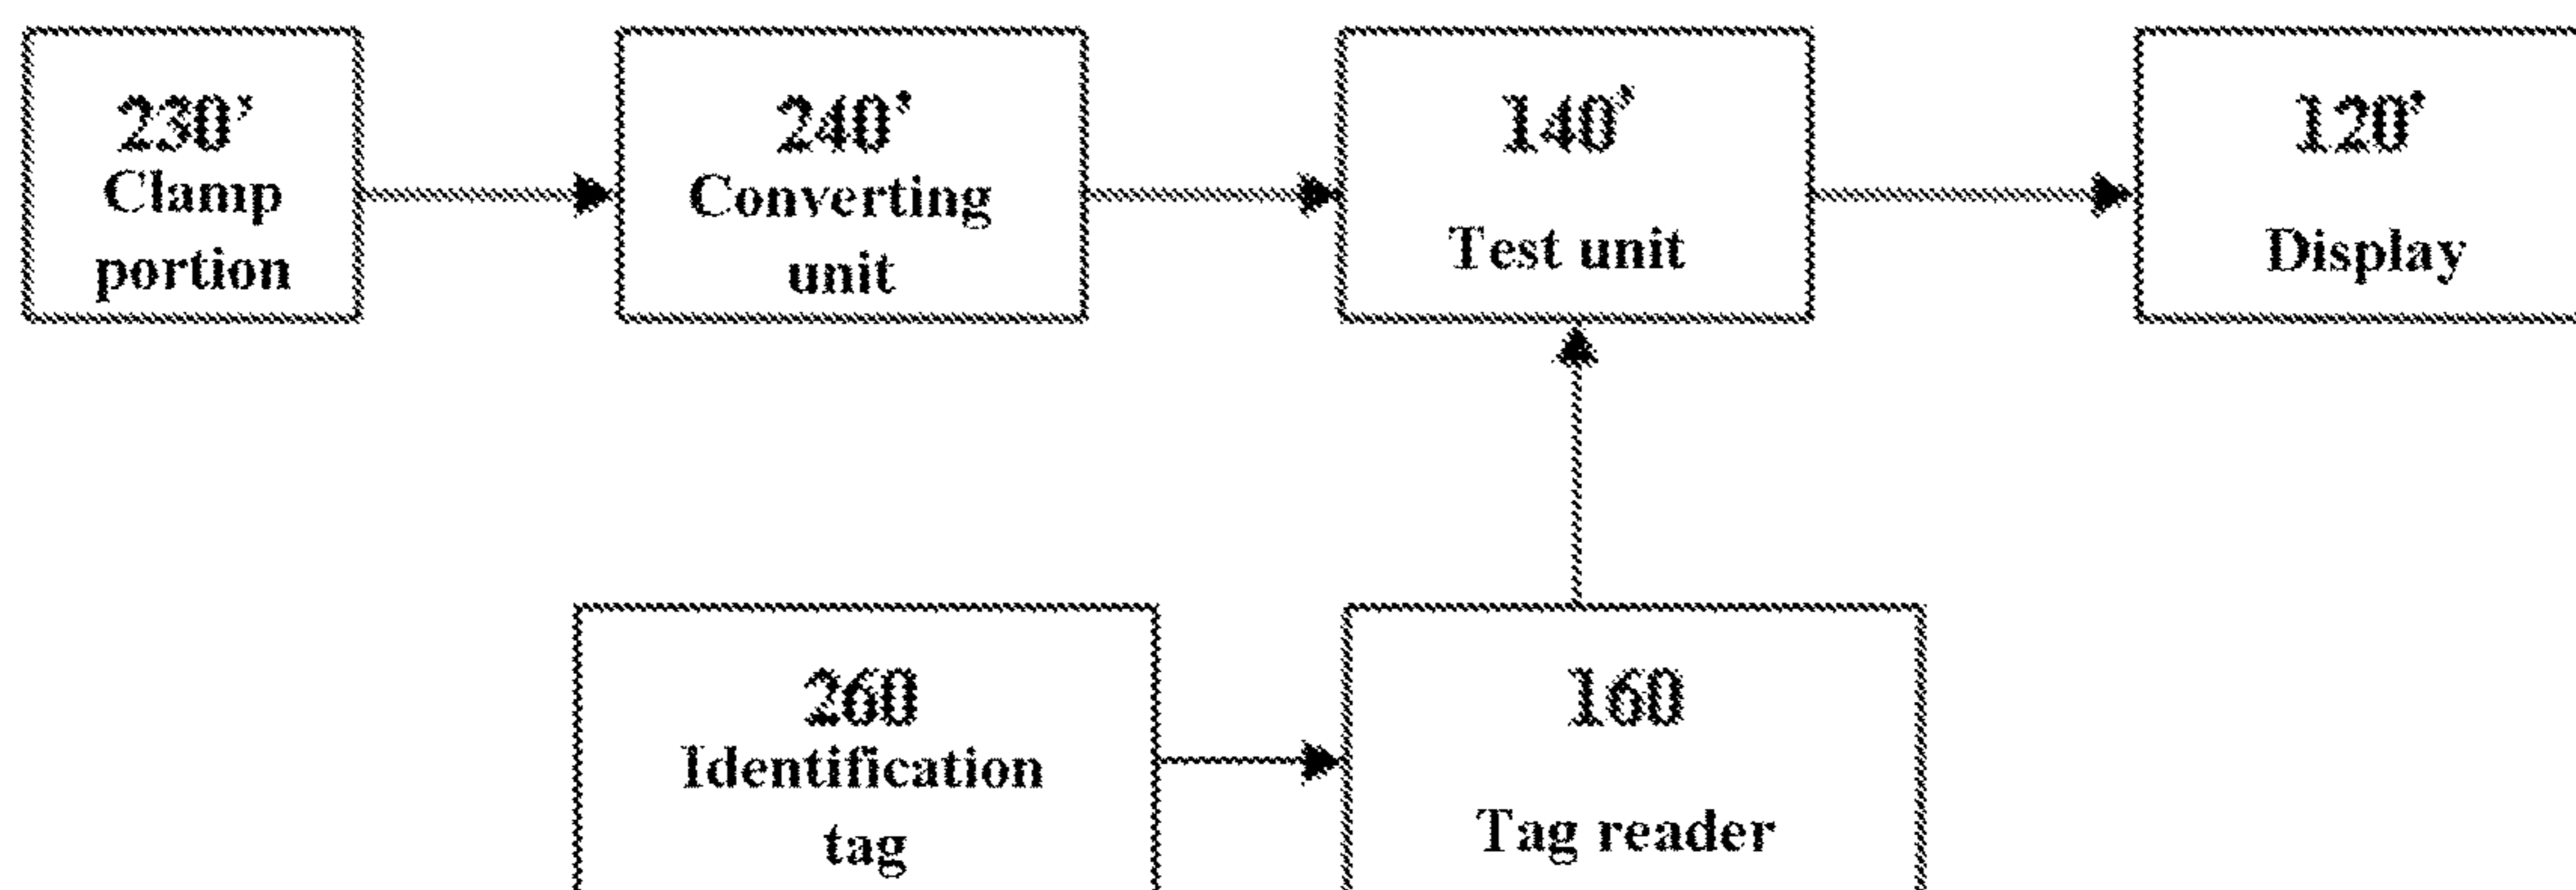 230’
Clamp
portion
240’
Converting
unit
140’
Test unit
120’
Display
260
Identification
tag
160
Tag reader